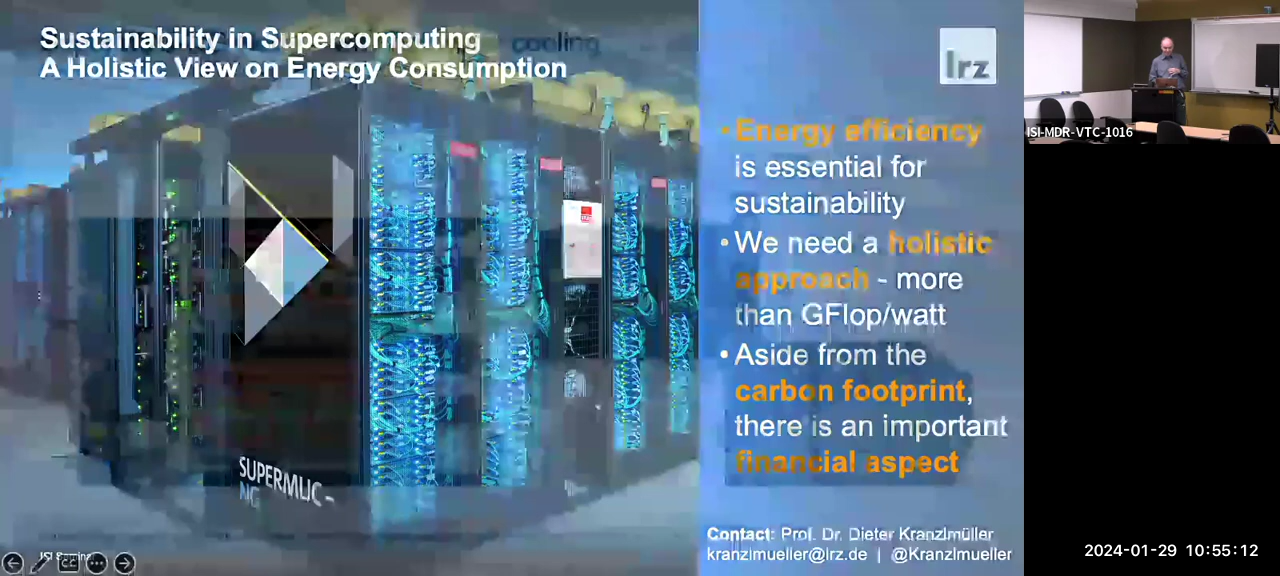 Sustainability in Supercomputing
cooling
A Holistic View on Energy Consumption
lrz
• Energy efficiency
is essential for
sustainability
• We need a holistic
approach - more
than GFlop/watt
• Aside from the
carbon footprint,
there is an important
financial aspect
SUPERMUC-
NG
Contact: Prof. Dr. Dieter Kranzlmüller
kranzlmueller@lrz.de | @Kranzlmueller
CC
ISI-MDR-VTC-1016
2024-01-29 10:55:12